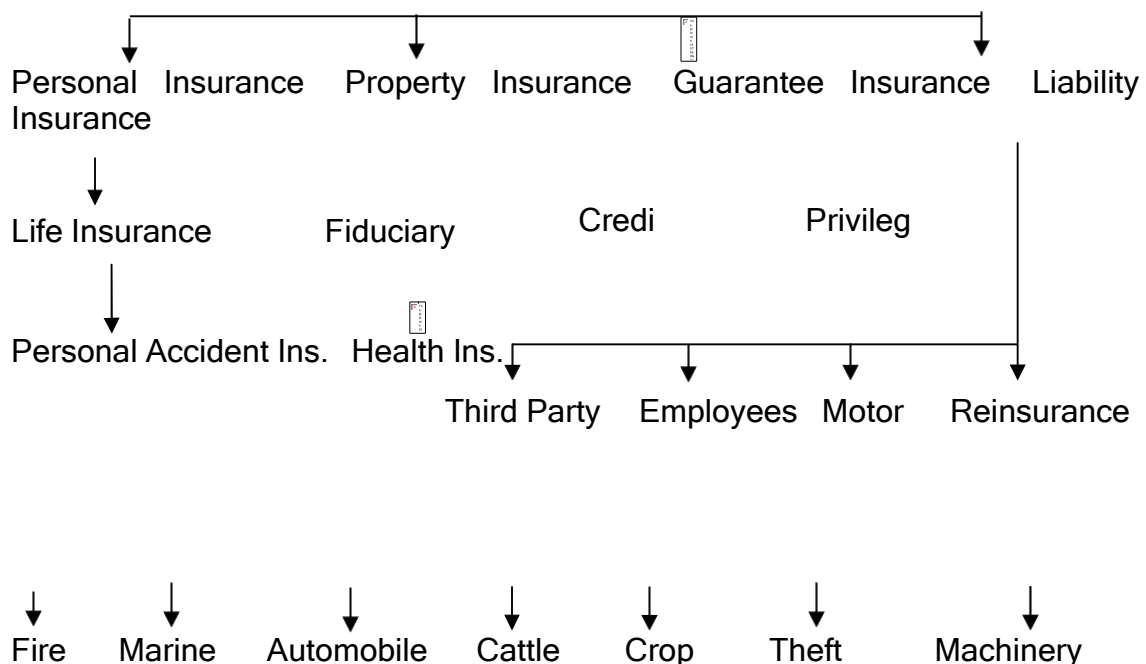 Personal Insurance Property Insurance Guarantee Insurance Liability
Insurance
Life Insurance Fiduciary Credi Privileg
Personal Accident Ins. Health Ins.
Third Party Employees Motor Reinsurance
Fire Marine Automobile Cattle Crop Theft Machinery